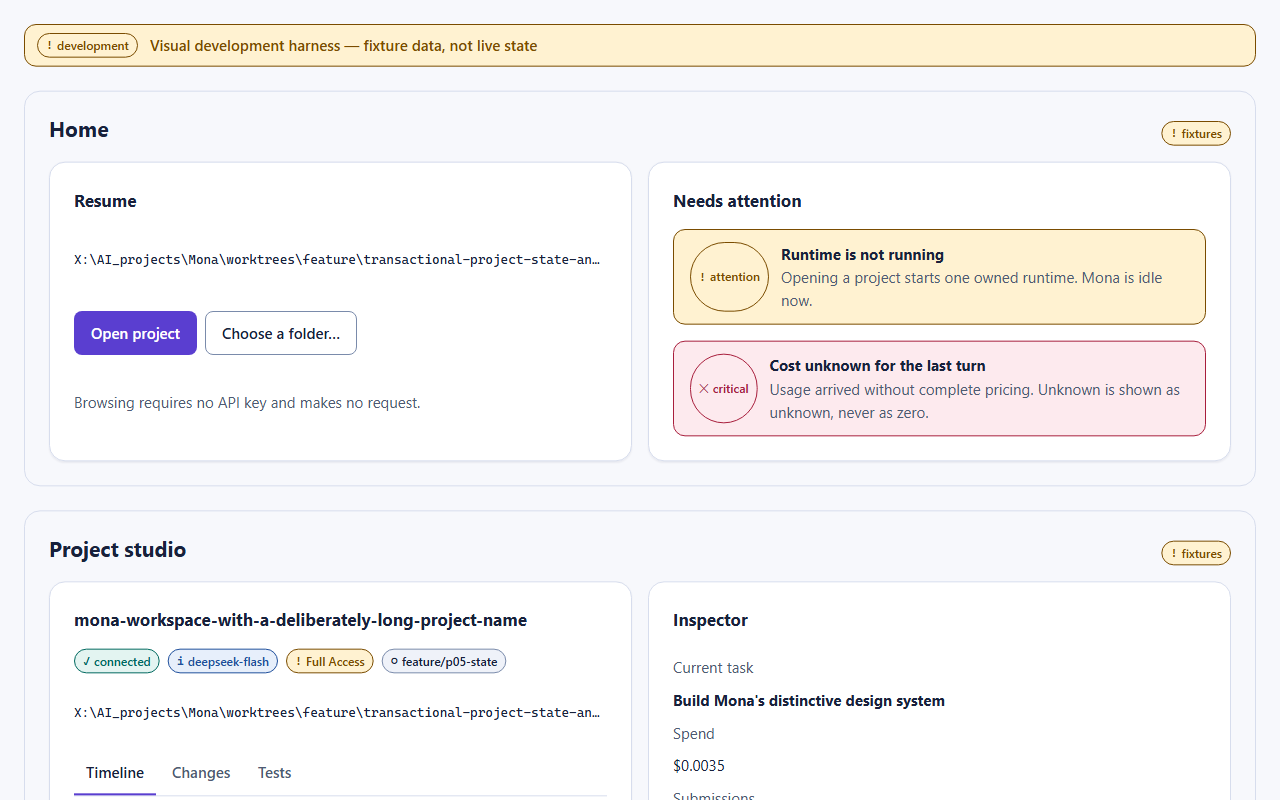 ! development Visual development harness — fixture data, not live state
Home
! fixtures
Resume
X:\AI_projects\Mona\worktrees\feature\transactional-project-state-an…
Open project
Choose a folder…
Browsing requires no API key and makes no request.
Needs attention
! attention
Runtime is not running
Opening a project starts one owned runtime. Mona is idle
now.
× critical
Cost unknown for the last turn
Usage arrived without complete pricing. Unknown is shown as
unknown, never as zero.
Project studio
! fixtures
mona-workspace-with-a-deliberately-long-project-name
✓ connected
i deepseek-flash
! Full Access
feature/p05-state
X:\AI_projects\Mona\worktrees\feature\transactional-project-state-an…
Timeline
Changes
Tests
Inspector
Current task
Build Mona's distinctive design system
Spend
$0.0035
Submissions